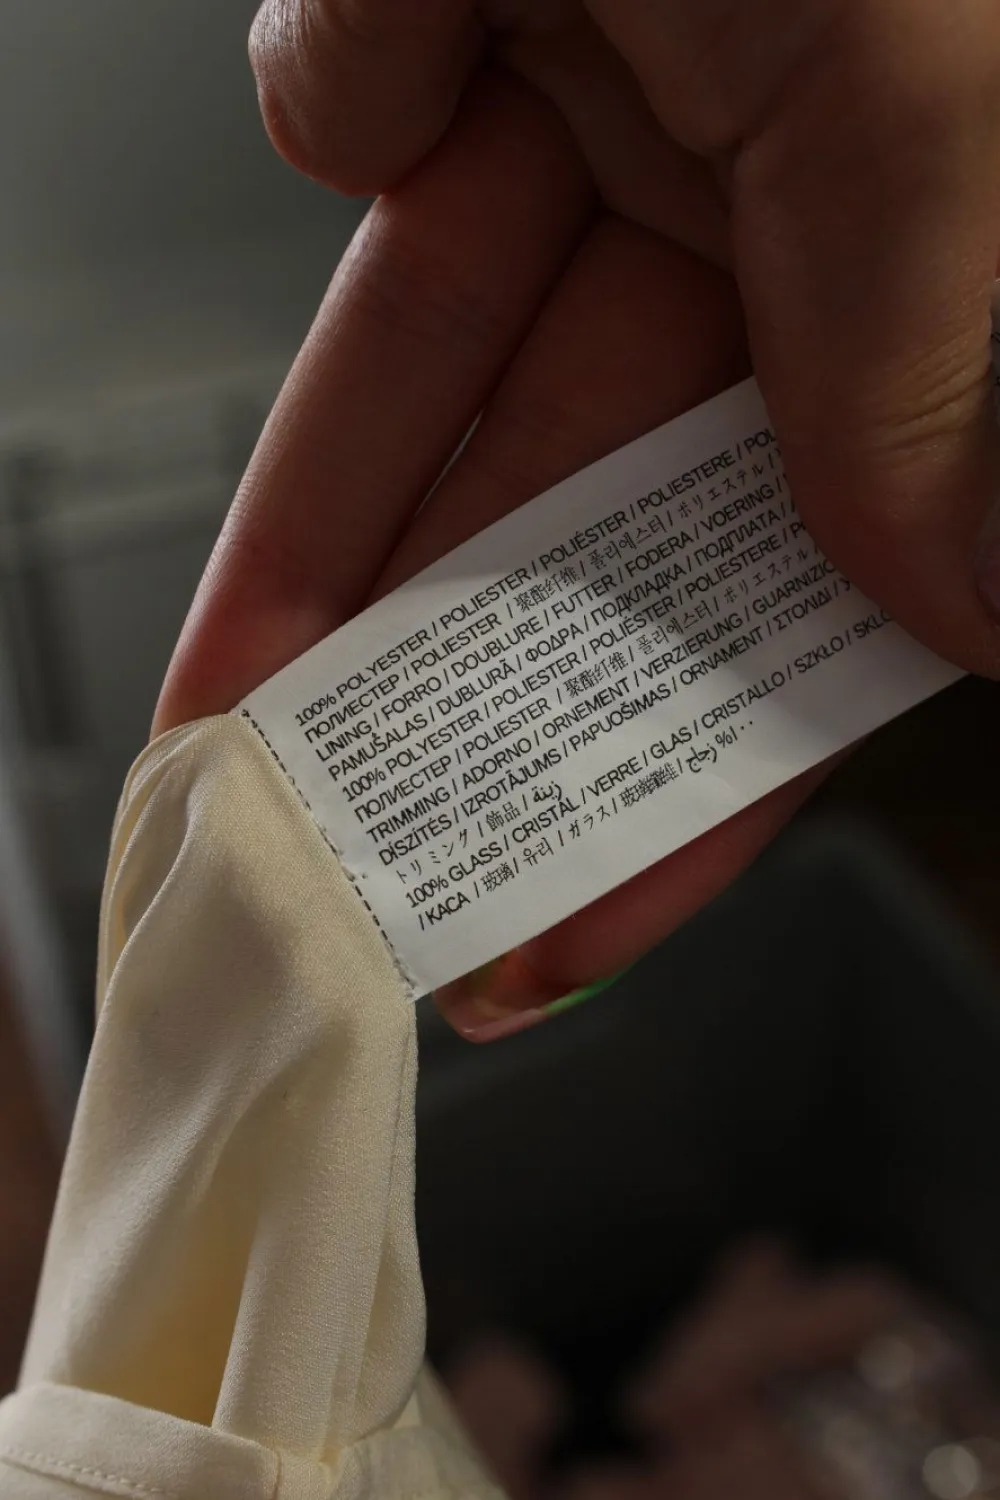 100% POLYESTER / POLIESTER / POLIÉSTER / POLIESTERE / POL
ПОЛИЕСТЕР / POLIESTER / 聚酯纤维 / 폴리에스터 / ポリエステル /
LINING / FORRO / DOUBLURE / FUTTER / FODERA / VOERING /
PAMUŠALAS / DUBLURĂ / ΦΟΔΡΑ / ПОДКЛАДКА / ПОДПЛАТА /
100% POLYESTER / POLIESTER / POLIÉSTER / POLIESTERE / PO
ПОЛИЕСТЕР / POLIESTER / 聚酯纤维 / 폴리에스터 / ポリエステル
TRIMMING / ADORNO / ORNEMENT / VERZIERUNG / GUARNIZIO
DÍSZÍTÉS / IZROTĀJUMS / PAPUOŠIMAS / ORNAMENT / ΣΤΟΛΙΔΙ /
トリミング / 飾品 / زينة
100% GLASS / CRISTAL / VERRE / GLAS / CRISTALLO / SZKŁO / SKLO
/ KACA / 玻璃 / 유리 / ガラス / 玻璃纖維 / زجاج %١٠٠